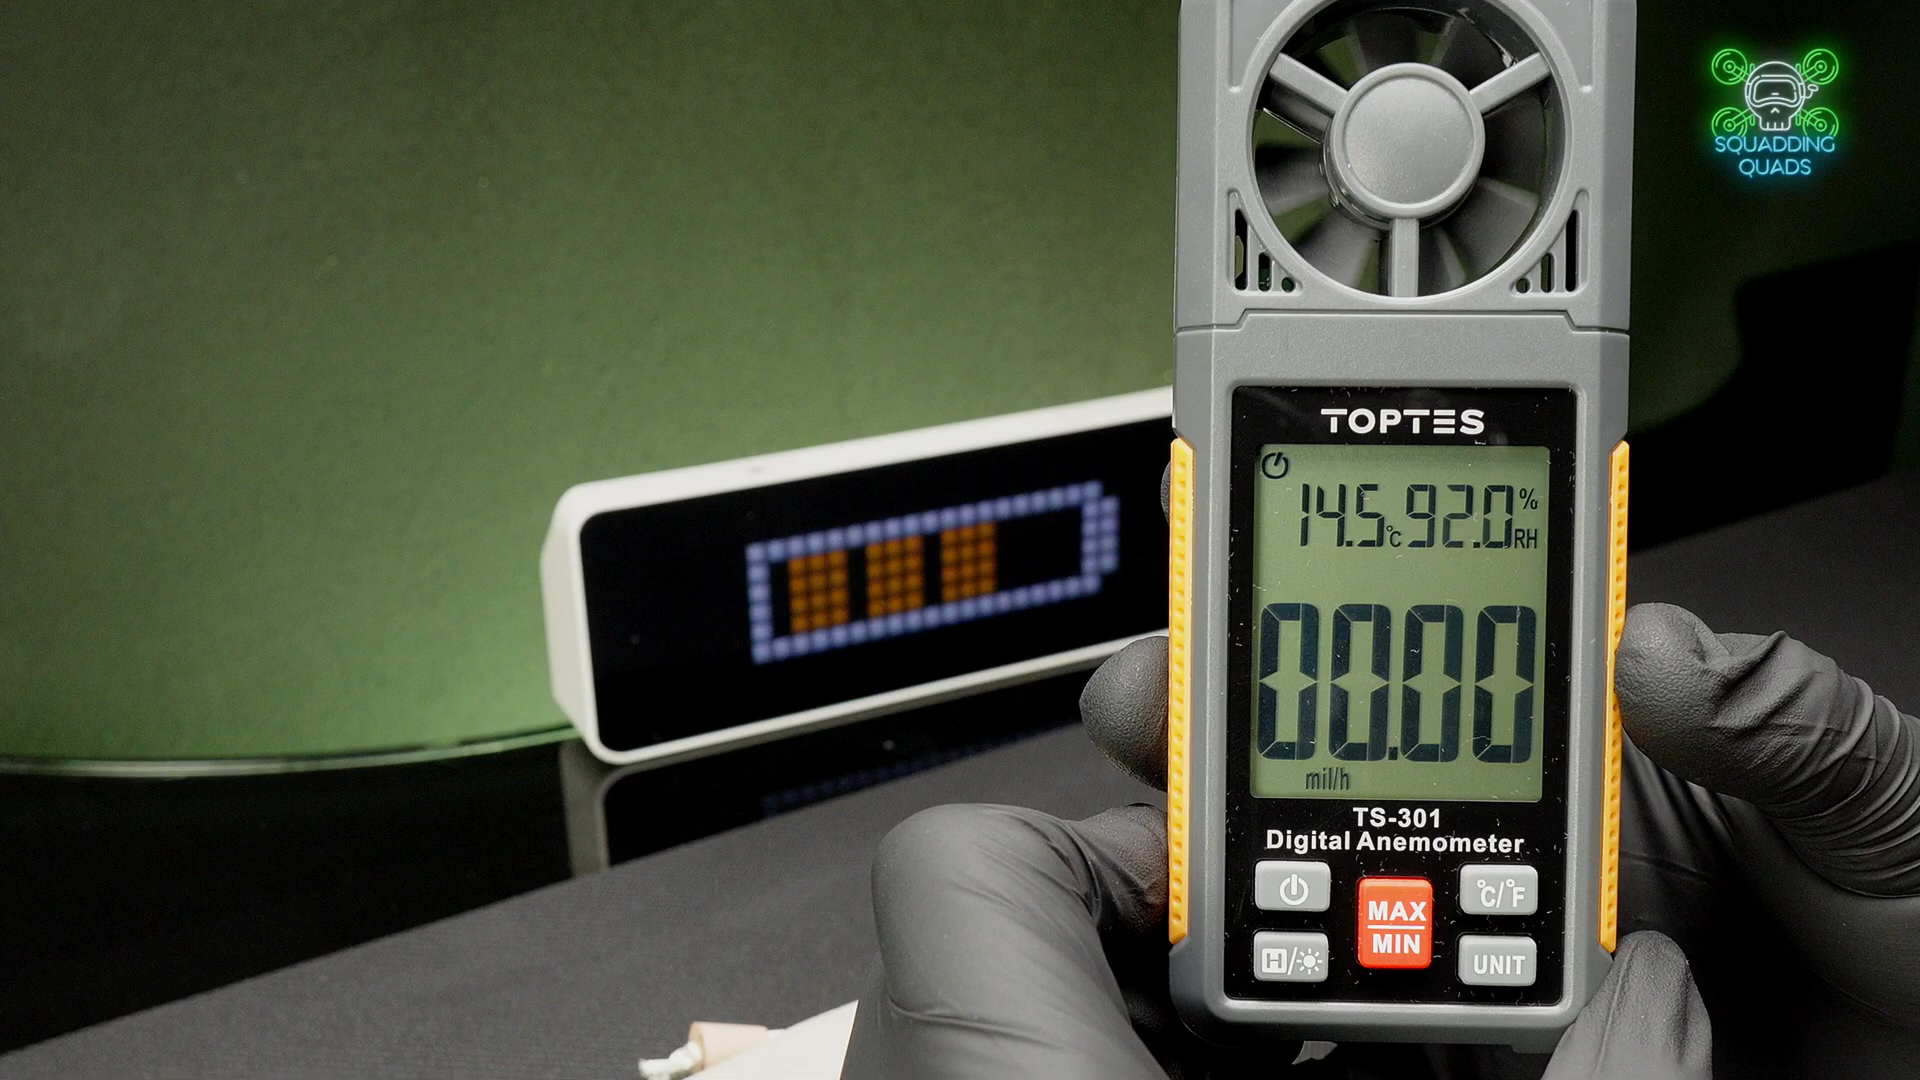 SQUADDING
QUADS
TOPTES
14.5°C 92.0% RH
00.00
mil/h
TS-301
Digital Anemometer
°C/°F
MAX
MIN
H/
UNIT